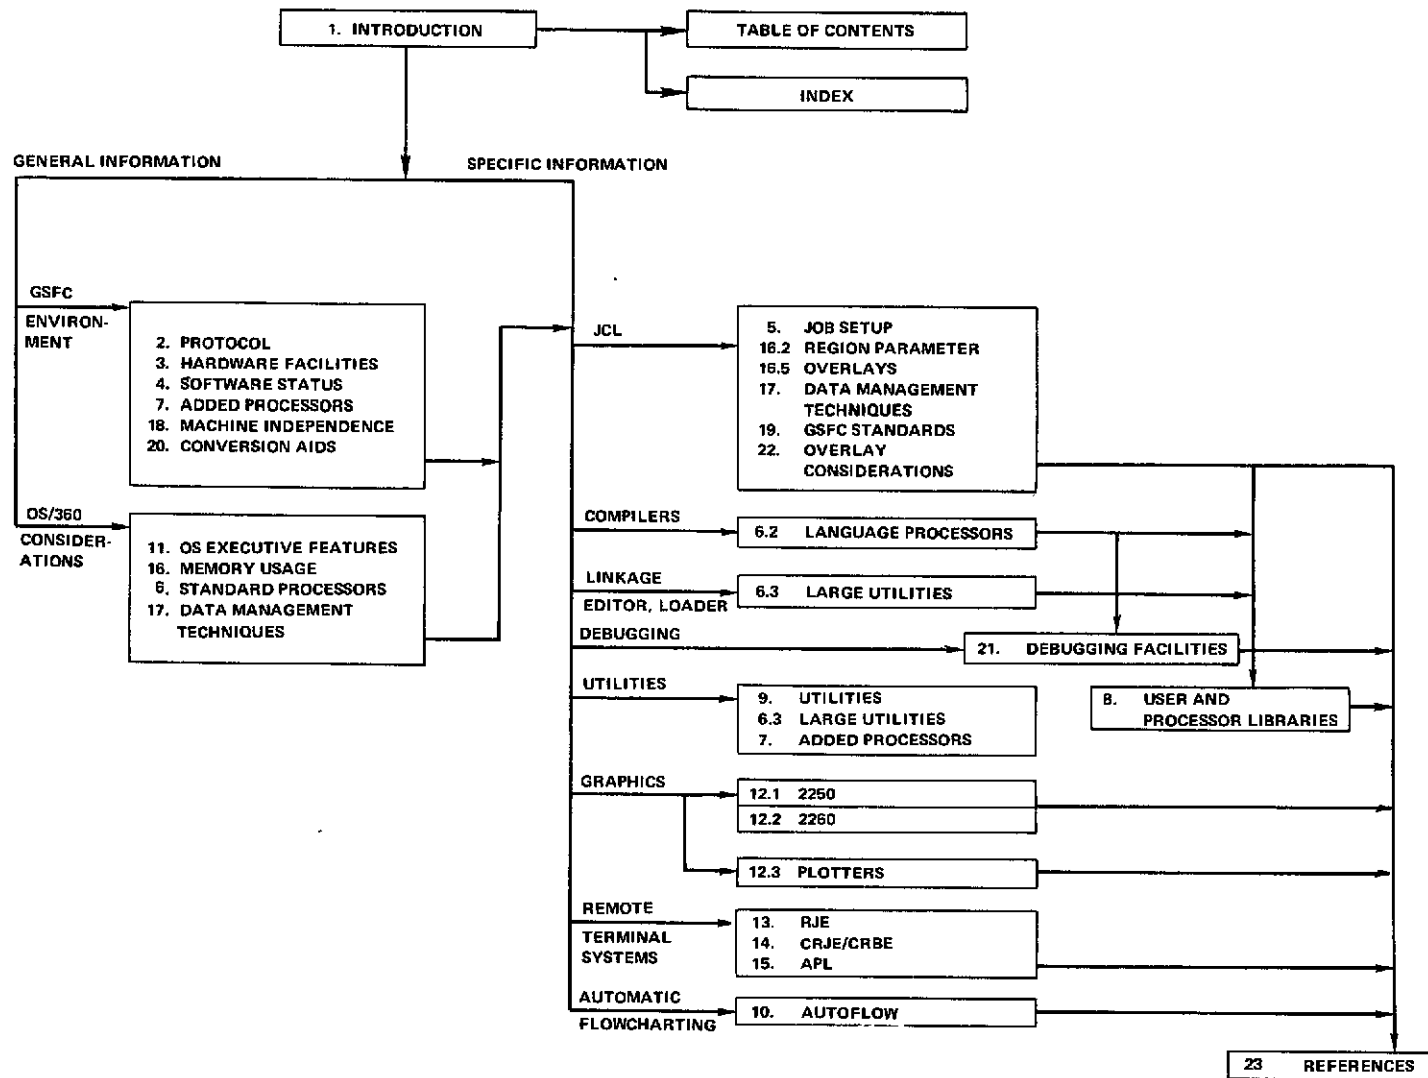 1. INTRODUCTION
TABLE OF CONTENTS
INDEX
GENERAL INFORMATION
SPECIFIC INFORMATION
GSFC
ENVIRON-
MENT
2. PROTOCOL
3. HARDWARE FACILITIES
4. SOFTWARE STATUS
7. ADDED PROCESSORS
18. MACHINE INDEPENDENCE
20. CONVERSION AIDS
OS/360
CONSIDER-
ATIONS
11. OS EXECUTIVE FEATURES
16. MEMORY USAGE
6. STANDARD PROCESSORS
17. DATA MANAGEMENT
TECHNIQUES
JCL
5. JOB SETUP
16.2 REGION PARAMETER
16.5 OVERLAYS
17. DATA MANAGEMENT
TECHNIQUES
19. GSFC STANDARDS
22. OVERLAY
CONSIDERATIONS
COMPILERS
6.2 LANGUAGE PROCESSORS
LINKAGE
EDITOR, LOADER
6.3 LARGE UTILITIES
DEBUGGING
21. DEBUGGING FACILITIES
UTILITIES
9. UTILITIES
6.3 LARGE UTILITIES
7. ADDED PROCESSORS
8. USER AND
PROCESSOR LIBRARIES
GRAPHICS
12.1 2250
12.2 2260
12.3 PLOTTERS
REMOTE
TERMINAL
SYSTEMS
13. RJE
14. CRJE/CRBE
15. APL
AUTOMATIC
FLOWCHARTING
10. AUTOFLOW
23 REFERENCES